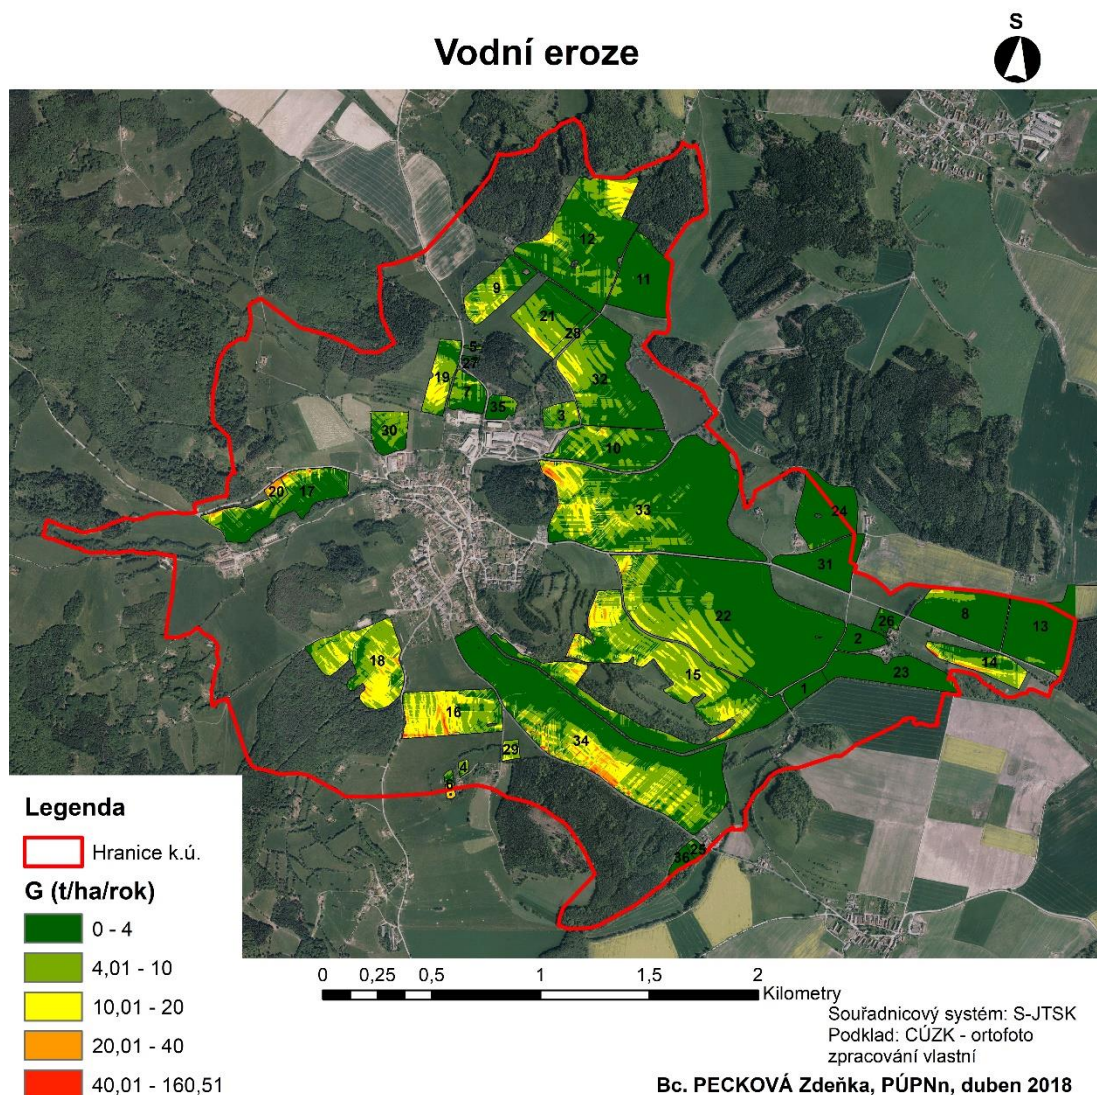 S
Vodní eroze
12
11
9
21
28
5
27
32
19
7
35
3
30
10
20
17
33
24
31
22
8
13
26
2
14
23
1
15
18
16
34
29
4
25
36
Legenda
Hranice k.ú.
G (t/ha/rok)
0 - 4
4,01 - 10
10,01 - 20
20,01 - 40
40,01 - 160,51
0 0,25 0,5 1 1,5 2
Kilometry
Souřadnicový systém: S-JTSK
Podklad: CÚZK - ortofoto
zpracování vlastní
Bc. PECKOVÁ Zdeňka, PÚPNn, duben 2018